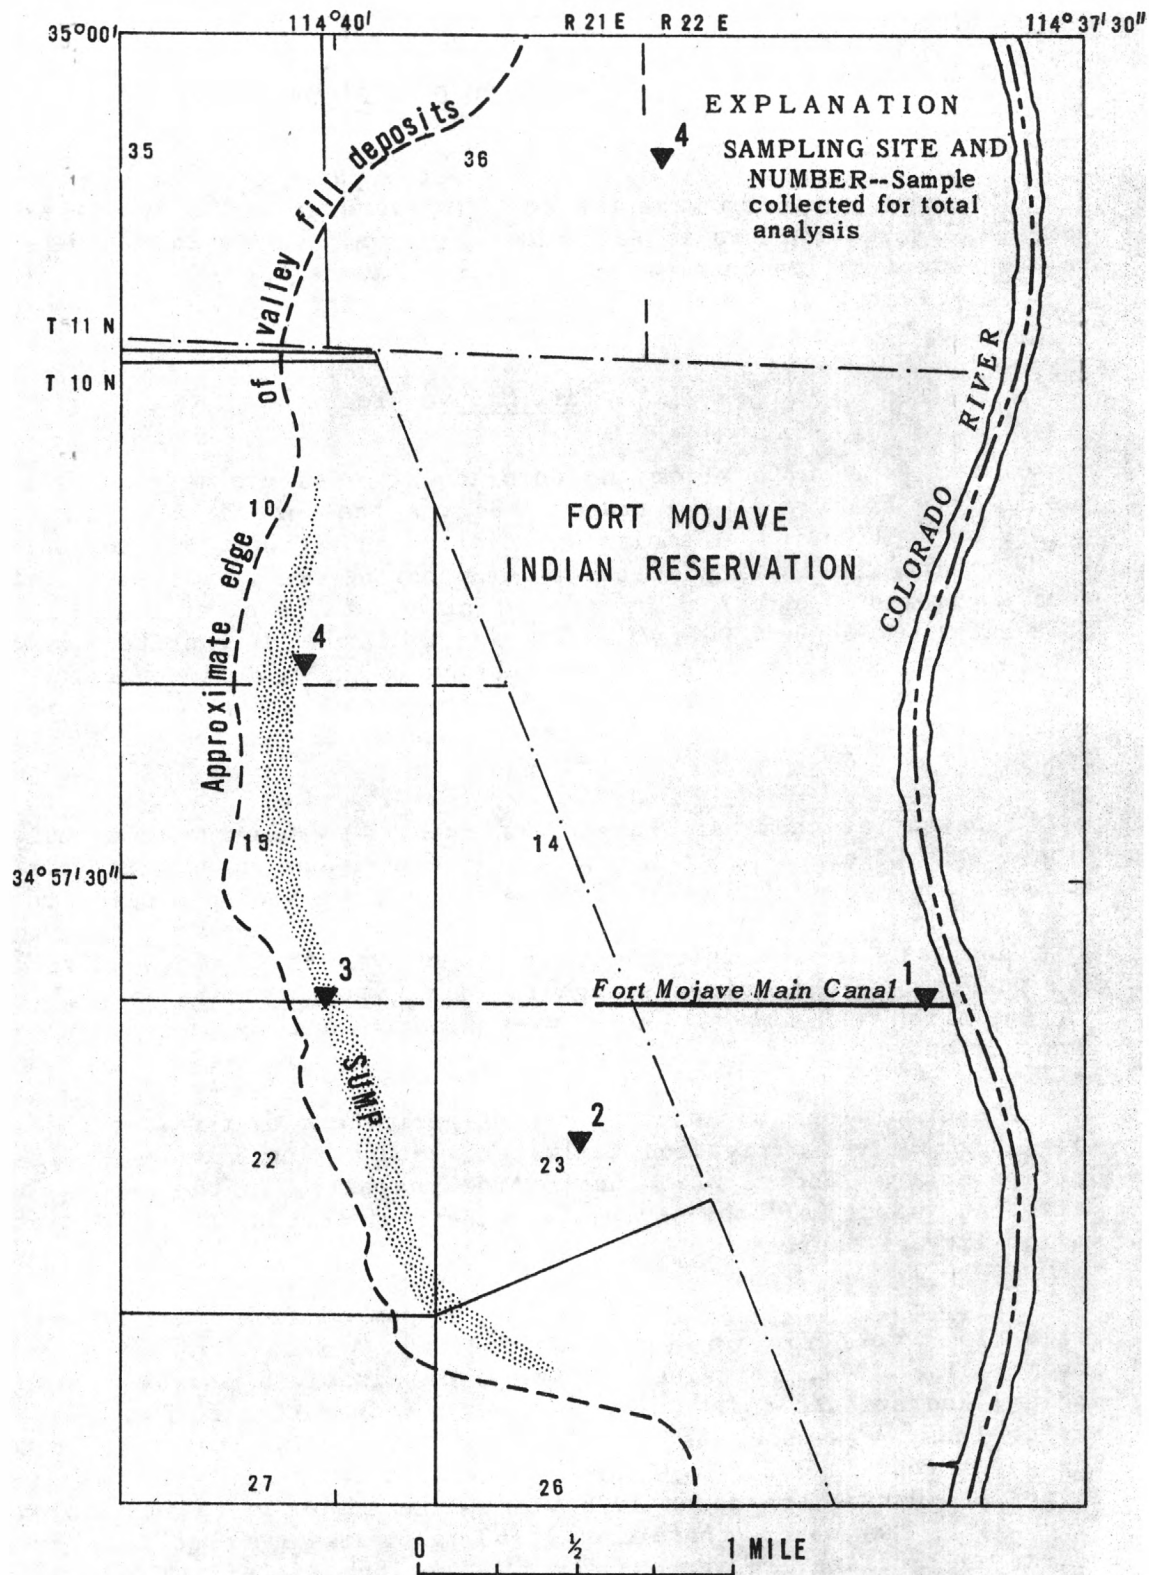 114°40' R 21 E R 22 E 114°37'30"
35°00'
EXPLANATION
4
SAMPLING SITE AND
NUMBER--Sample
collected for total
analysis
35
36
Approximate edge of valley fill deposits
T 11 N
T 10 N
COLORADO RIVER
10
FORT MOJAVE
INDIAN RESERVATION
4
15
14
34°57'30"
3
Fort Mojave Main Canal
1
SUMP
2
22
23
27
26
0 ½ 1 MILE